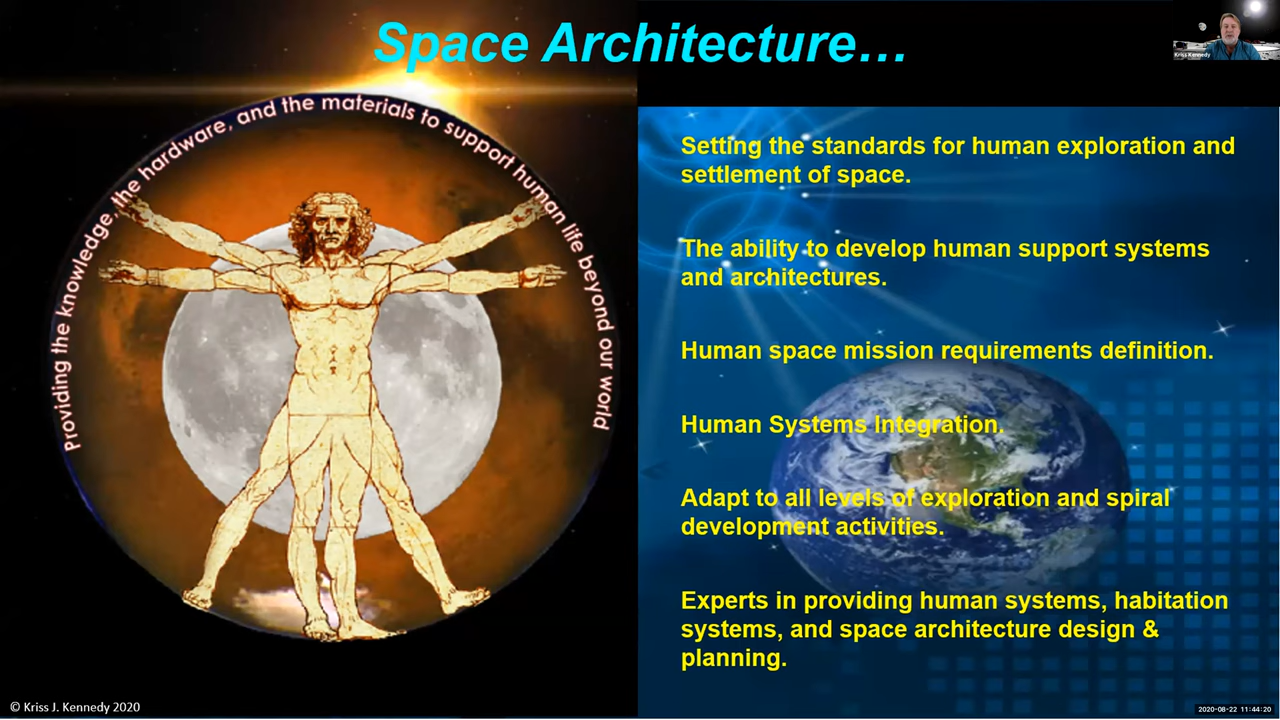 Space Architecture...
Kriss Kennedy
Providing the knowledge, the hardware, and the materials to support human life beyond our world
Setting the standards for human exploration and
settlement of space.
The ability to develop human support systems
and architectures.
Human space mission requirements definition.
Human Systems Integration.
Adapt to all levels of exploration and spiral
development activities.
Experts in providing human systems, habitation
systems, and space architecture design &
planning.
© Kriss J. Kennedy 2020
2020-08-22 11:44:20